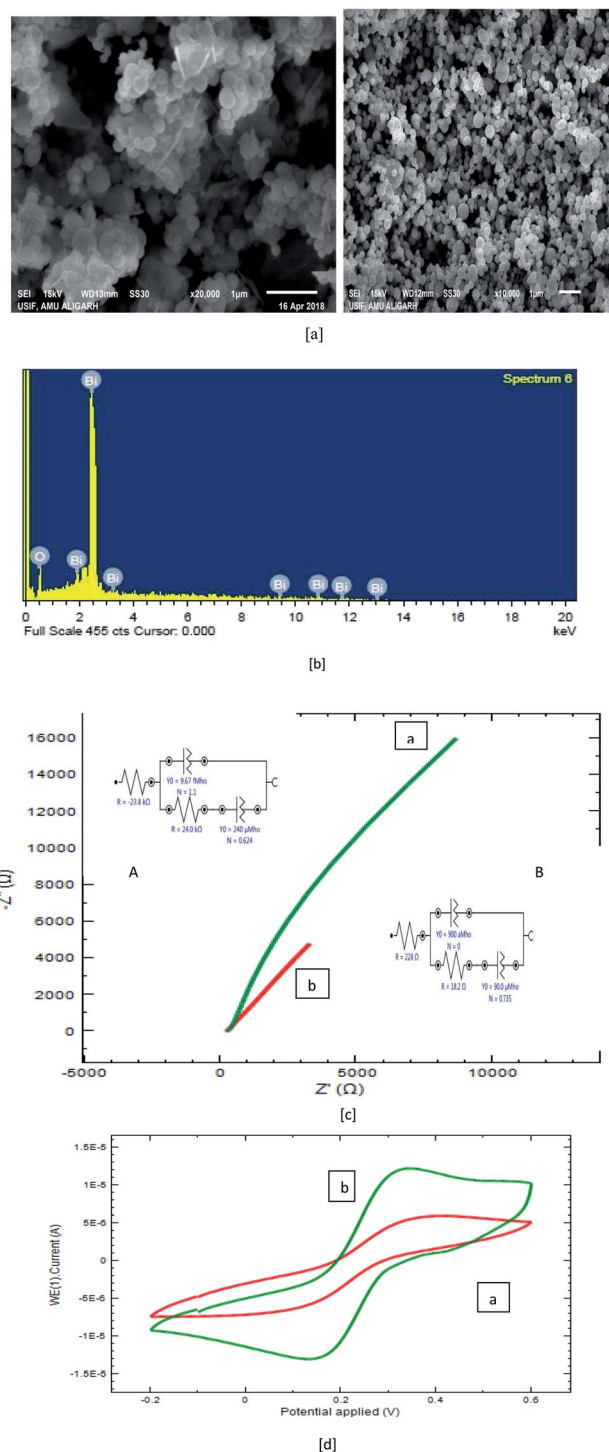 SEI 15kV WD13mm SS30 x20,000 1µm
USIF, AMU ALIGARH 16 Apr 2018
SEI 15kV WD12mm SS30 x10,000 1µm
USIF, AMU ALIGARH
[a]
Spectrum 6
Bi
O Bi Bi Bi Bi Bi Bi
0 2 4 6 8 10 12 14 16 18 20
Full Scale 455 cts Cursor: 0.000 keV
[b]
16000
14000
12000
10000
8000
6000
4000
2000
0
-Z'' (Ω)
a
Y0 = 9.67 fMho
N = 1.1
R = -23.8 kΩ
R = 24.0 kΩ
Y0 = 240 µMho
N = 0.624
A
B
Y0 = 900 aMho
N = 0
R = 228 Ω
R = 18.2 Ω
Y0 = 90.0 µMho
N = 0.735
b
-5000 0 5000 10000
Z' (Ω)
[c]
1.5E-5
1E-5
5E-6
0
-5E-6
-1E-5
-1.5E-5
WE(1).Current (A)
b
a
-0.2 0 0.2 0.4 0.6
Potential applied (V)
[d]